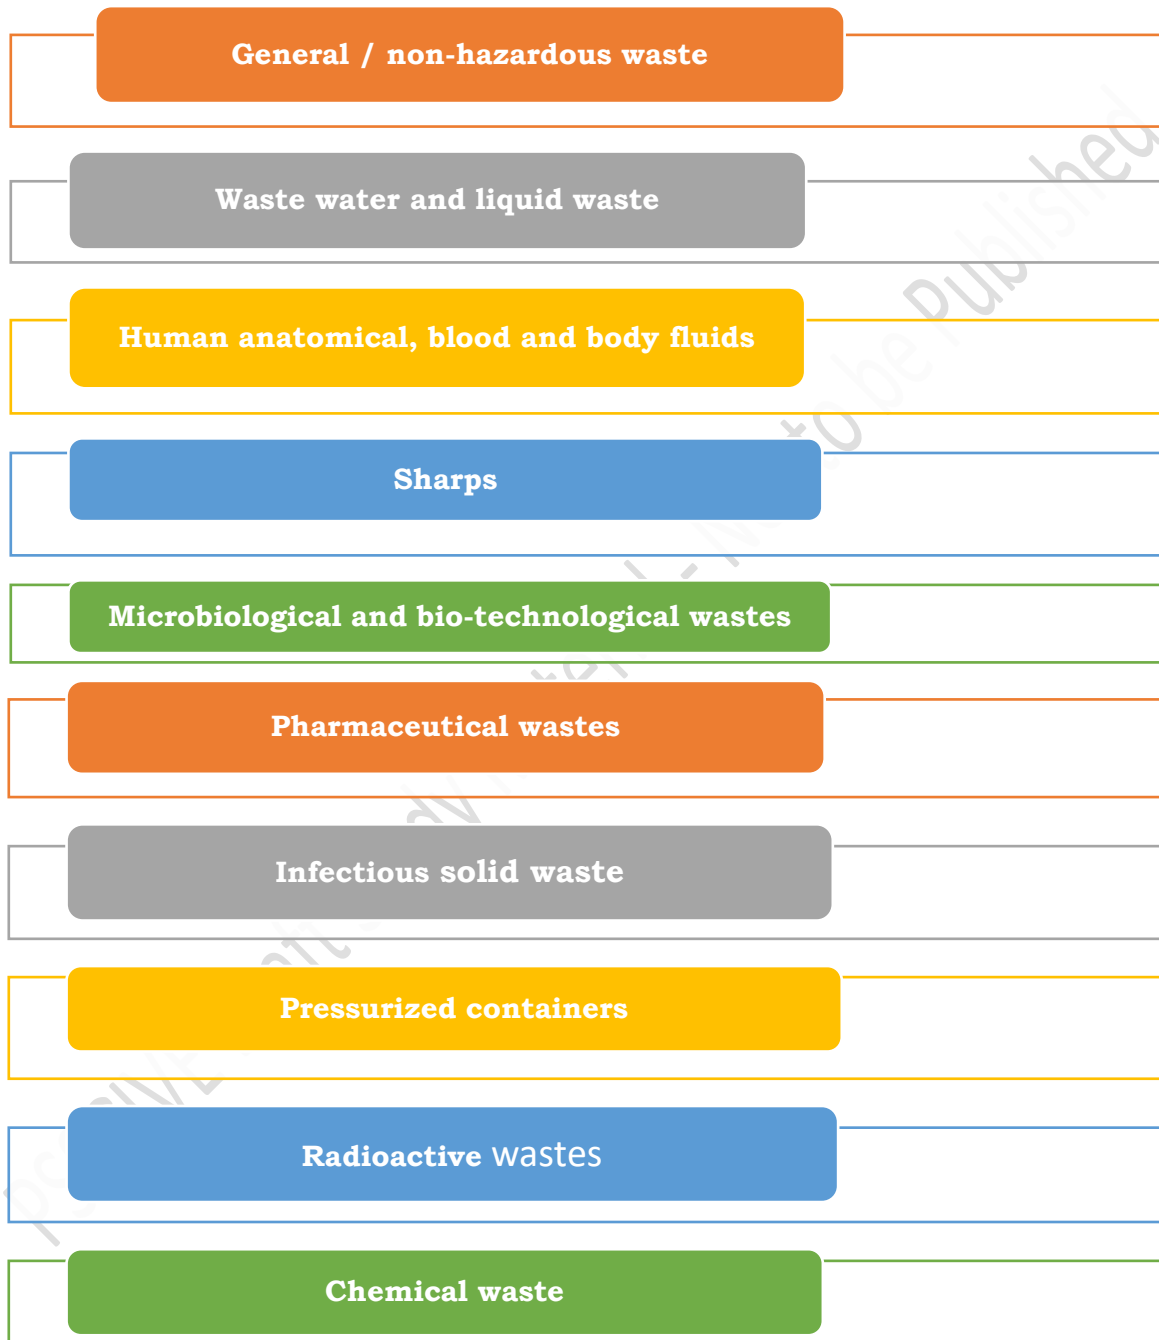 General / non-hazardous waste
Waste water and liquid waste
Human anatomical, blood and body fluids
Sharps
Microbiological and bio-technological wastes
Pharmaceutical wastes
Infectious solid waste
Pressurized containers
Radioactive wastes
Chemical waste